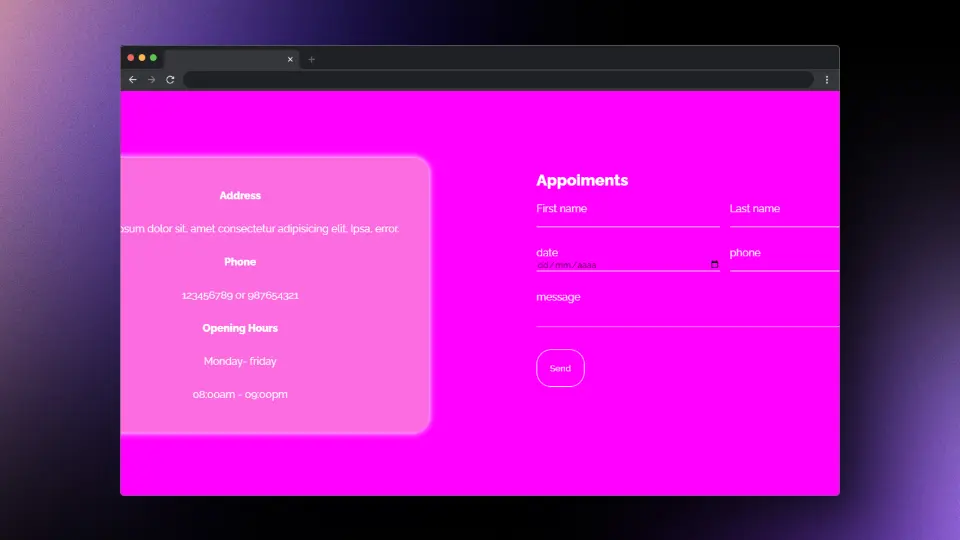 Address
psum dolor sit, amet consectetur adipisicing elit. Ipsa, error.
Phone
123456789 or 987654321
Opening Hours
Monday- friday
08:00am - 09:00pm
Appoiments
First name
Last name
date
dd/mm/aaaa
phone
message
Send